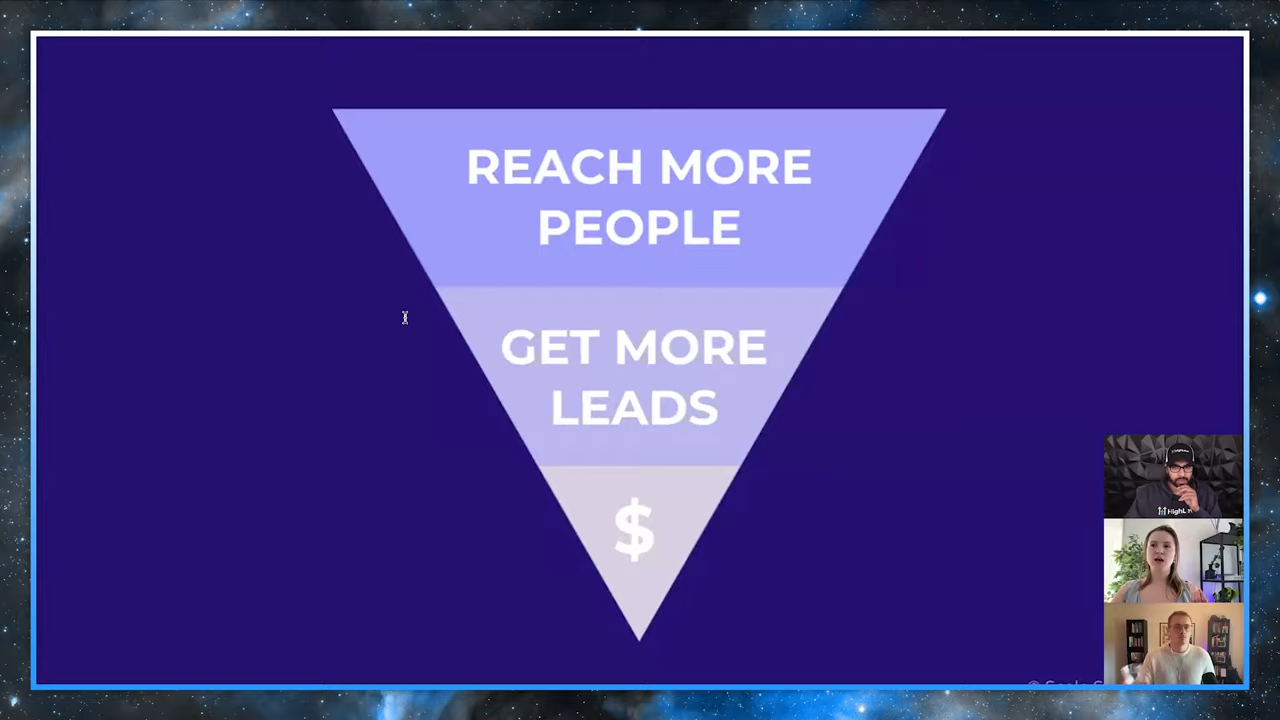 REACH MORE
PEOPLE
GET MORE
LEADS
$